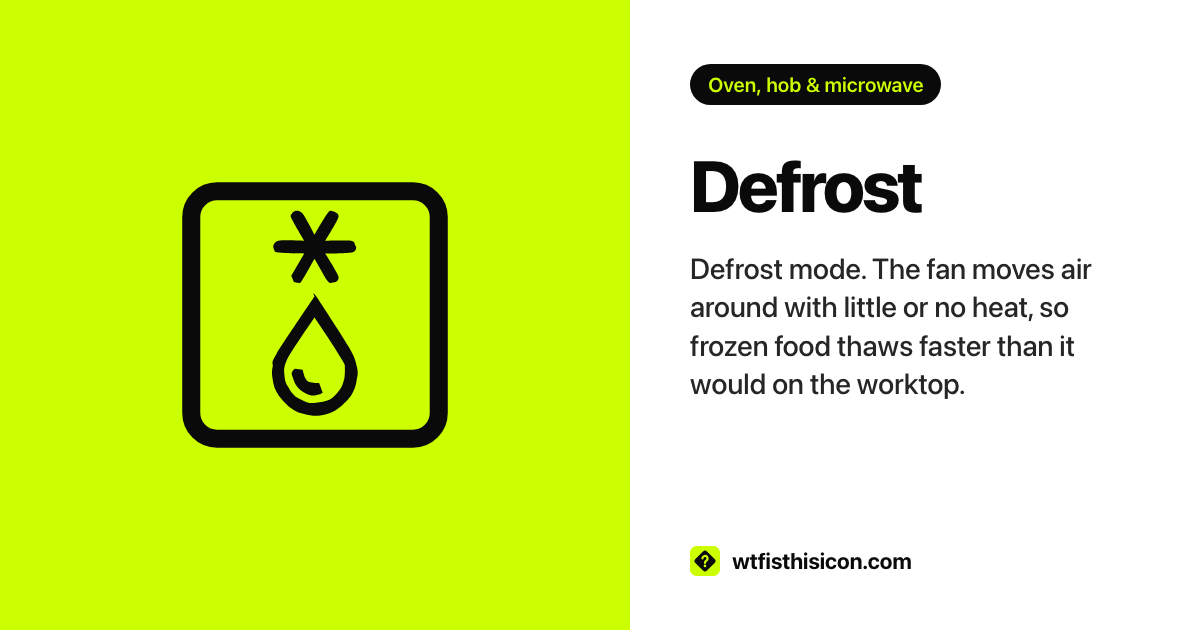 Oven, hob & microwave
Defrost
Defrost mode. The fan moves air
around with little or no heat, so
frozen food thaws faster than it
would on the worktop.
?
wtfisthisicon.com